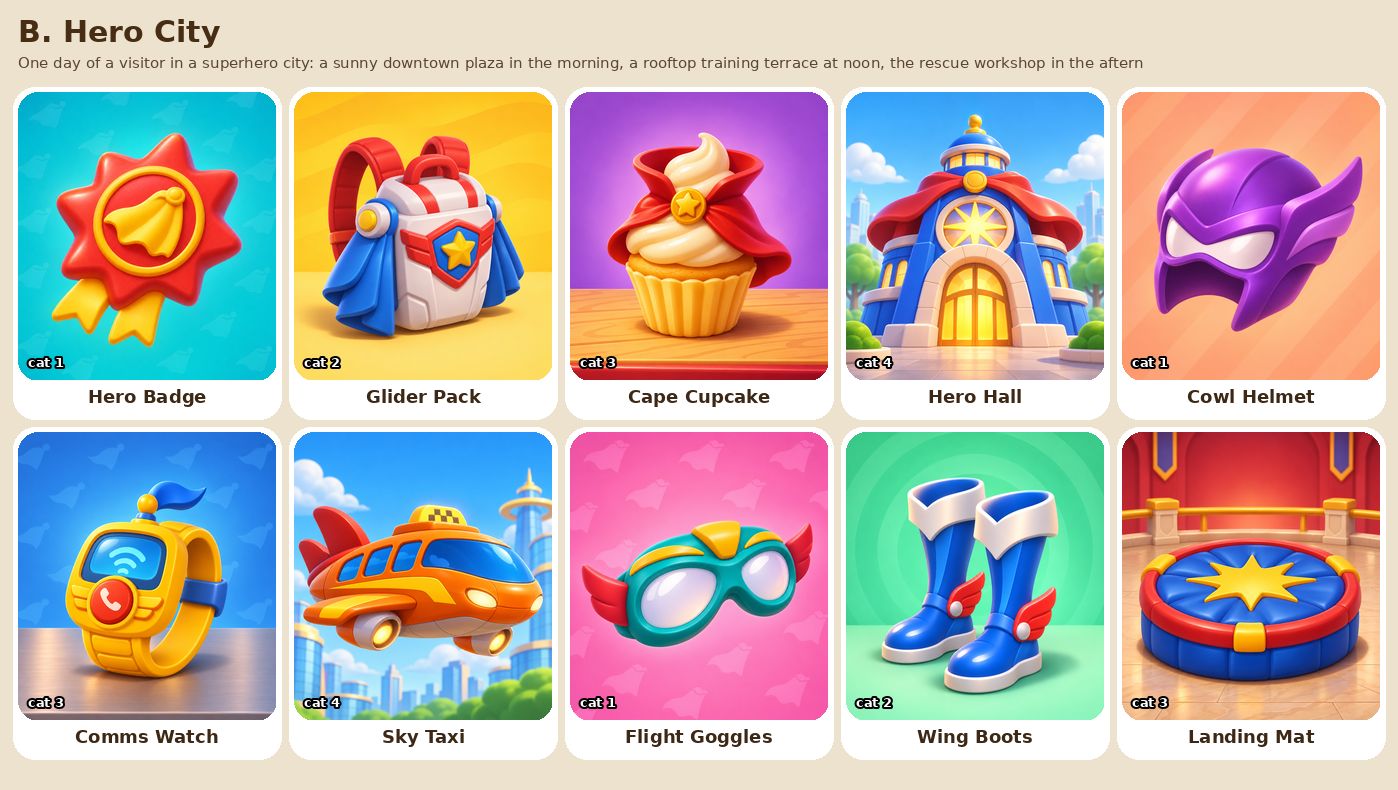 B. Hero City
One day of a visitor in a superhero city: a sunny downtown plaza in the morning, a rooftop training terrace at noon, the rescue workshop in the aftern
cat 1
Hero Badge
cat 2
Glider Pack
cat 3
Cape Cupcake
cat 4
Hero Hall
cat 1
Cowl Helmet
cat 3
Comms Watch
cat 4
Sky Taxi
cat 1
Flight Goggles
cat 2
Wing Boots
cat 3
Landing Mat